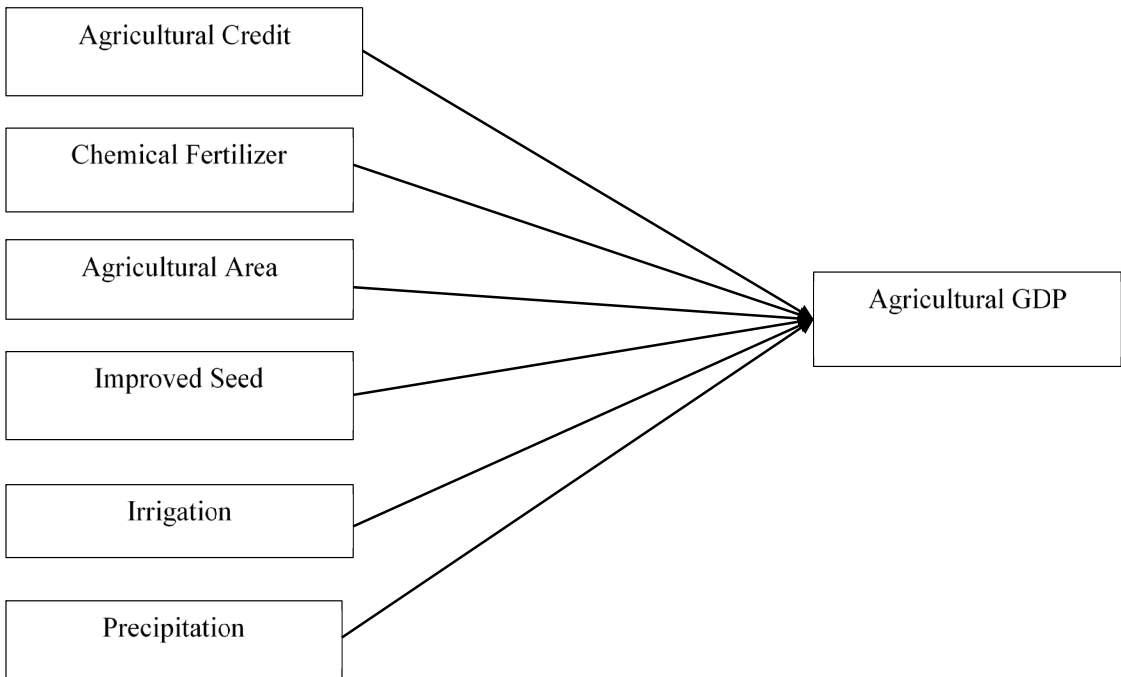 Agricultural Credit
Chemical Fertilizer
Agricultural Area
Agricultural GDP
Improved Seed
Irrigation
Precipitation